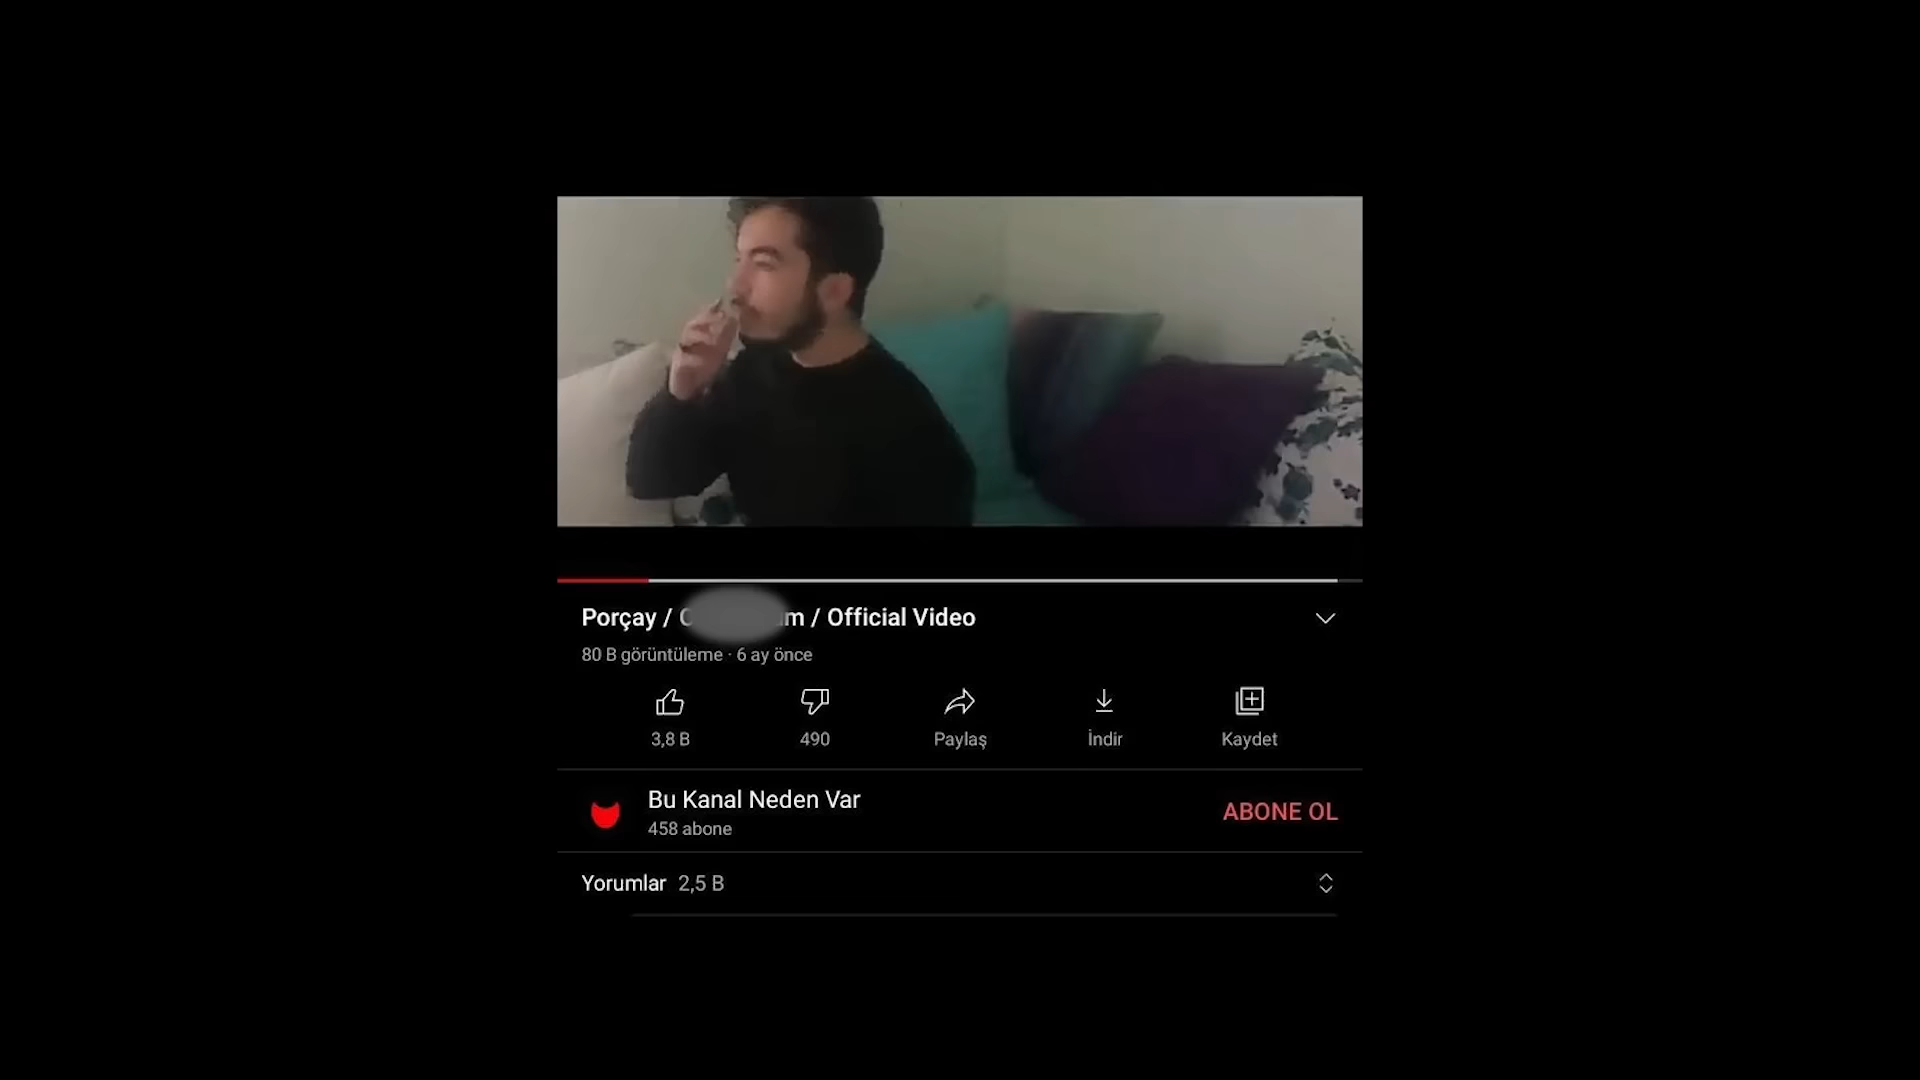 Porçay / / Official Video
80 B görüntüleme · 6 ay önce
3,8 B
490
Paylaş
İndir
Kaydet
Bu Kanal Neden Var
458 abone
ABONE OL
Yorumlar 2,5 B